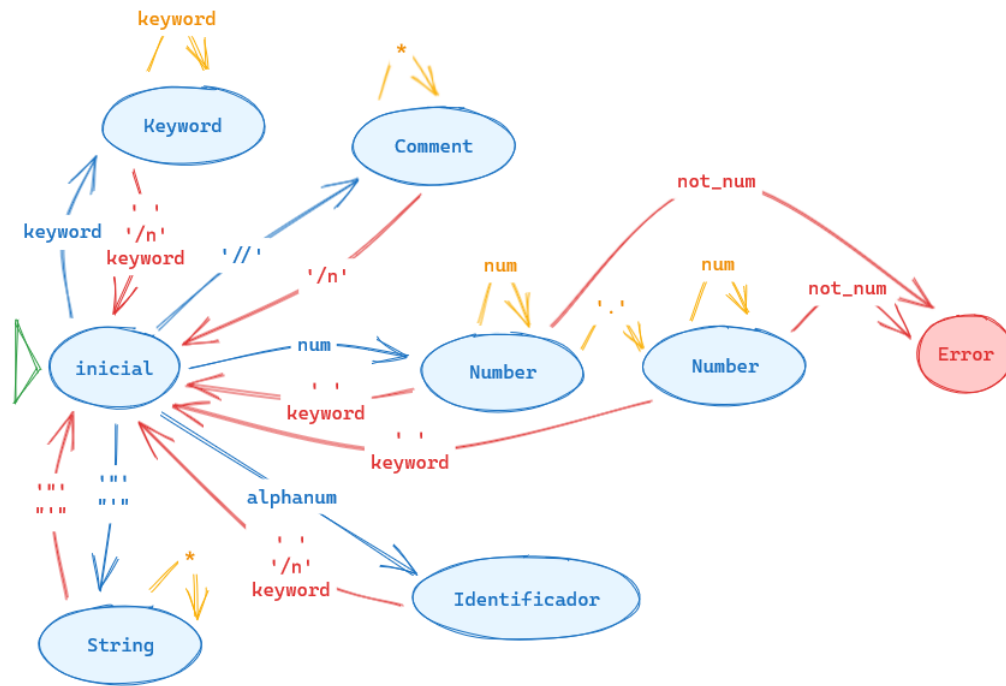 keyword
*
Keyword
Comment
not_num
' '
'/n'
keyword
keyword
'//'
'/n'
num
'.'
num
not_num
inicial
num
Number
Number
Error
' '
keyword
' '
keyword
'"'
"'"
'"'
"'"
alphanum
' '
'/n'
keyword
*
Identificador
String